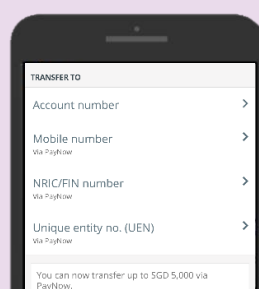 TRANSFER TO
Account number
Mobile number
Via PayNow
NRIC/FIN number
Via PayNow
Unique entity no. (UEN)
Via PayNow
You can now transfer up to SGD 5,000 via
PayNow.